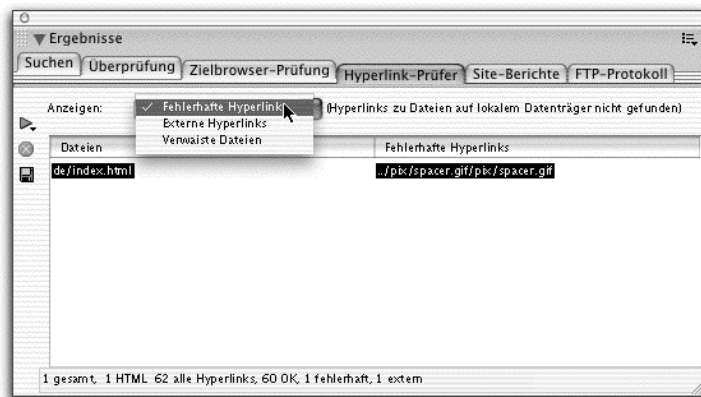 Ergebnisse
Suchen Überprüfung Zielbrowser-Prüfung Hyperlink-Prüfer Site-Berichte FTP-Protokoll
Anzeigen: ✓ Fehlerhafte Hyperlink (Hyperlinks zu Dateien auf lokalem Datenträger nicht gefunden)
Externe Hyperlinks
Verwaiste Dateien
Dateien Fehlerhafte Hyperlinks
de/index.html ../pix/spacer.gif/pix/spacer.gif
1 gesamt, 1 HTML 62 alle Hyperlinks, 60 OK, 1 fehlerhaft, 1 extern